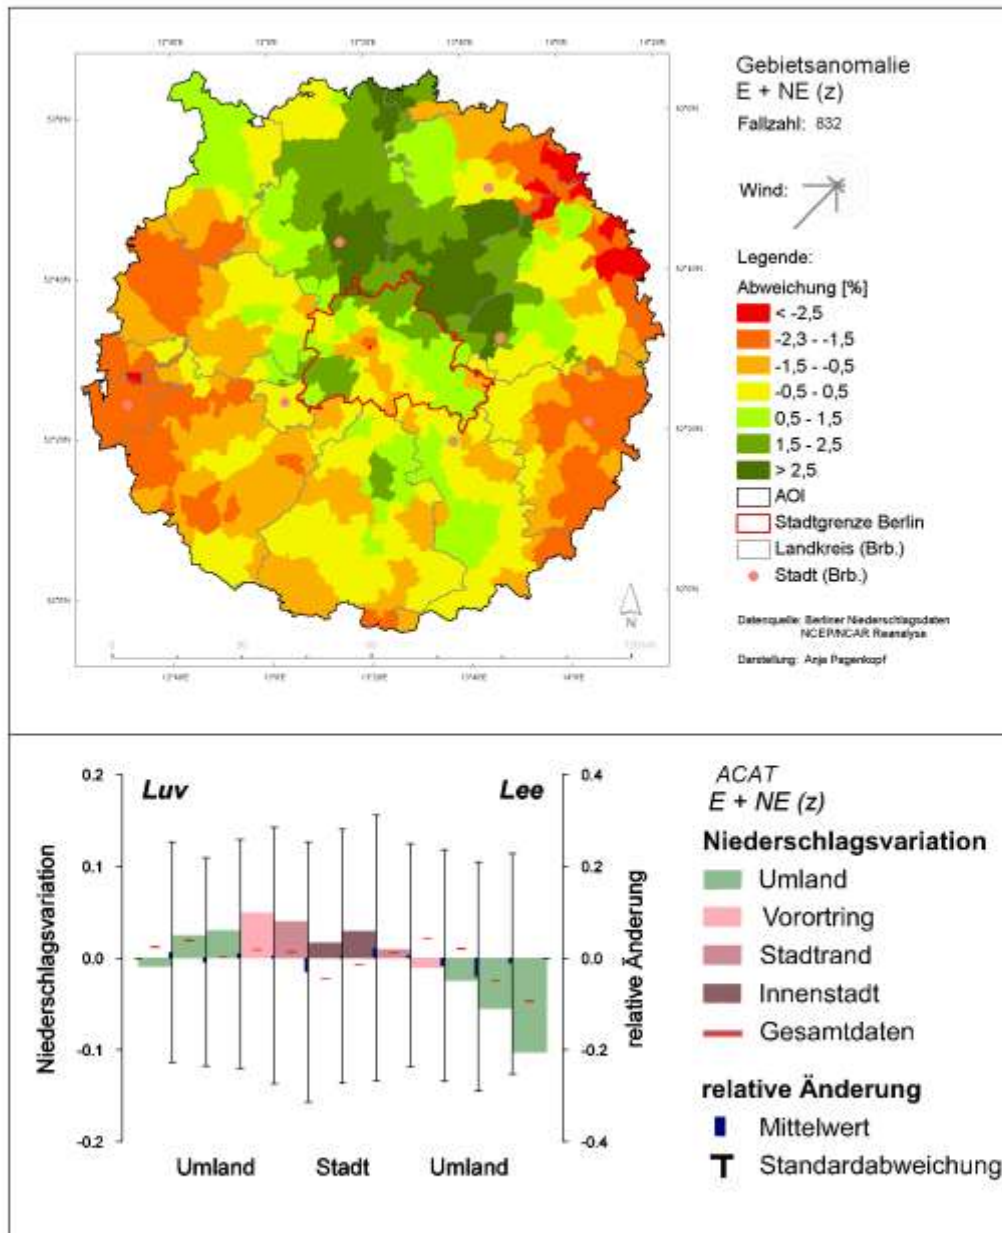 Gebietsanomalie
E + NE (z)
Fallzahl: 832
Wind:
Legende:
Abweichung [%]
< -2,5
-2,3 - -1,5
-1,5 - -0,5
-0,5 - 0,5
0,5 - 1,5
1,5 - 2,5
> 2,5
AOI
Stadtgrenze Berlin
Landkreis (Brb.)
Stadt (Brb.)
N
Datenquelle: Berliner Niederschlagsdaten
NCEP/NCAR Reanalyse
Darstellung: Anja Pagenkopf
0.2
0.1
0.0
-0.1
-0.2
Niederschlagsvariation
Luv
Lee
0.4
0.2
0.0
-0.2
-0.4
relative Änderung
Umland
Stadt
Umland
ACAT
E + NE (z)
Niederschlagsvariation
Umland
Vorortring
Stadtrand
Innenstadt
Gesamtdaten
relative Änderung
Mittelwert
Standardabweichung